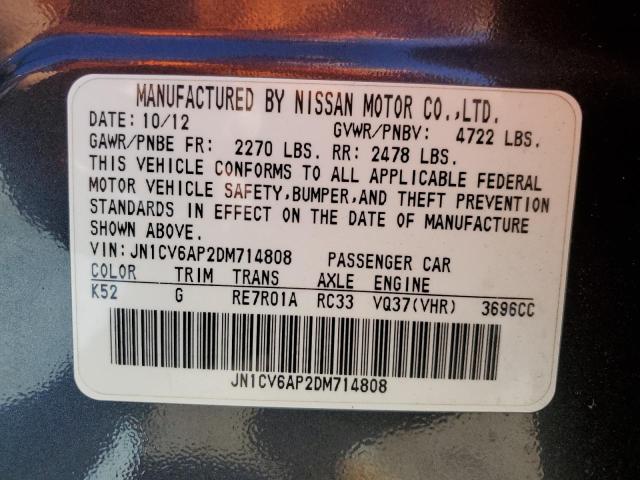 MANUFACTURED BY NISSAN MOTOR CO.,LTD.
DATE: 10/12 GVWR/PNBV: 4722 LBS.
GAWR/PNBE FR: 2270 LBS. RR: 2478 LBS.
THIS VEHICLE CONFORMS TO ALL APPLICABLE FEDERAL
MOTOR VEHICLE SAFETY,BUMPER,AND THEFT PREVENTION
STANDARDS IN EFFECT ON THE DATE OF MANUFACTURE
SHOWN ABOVE.
VIN: JN1CV6AP2DM714808 PASSENGER CAR
COLOR TRIM TRANS AXLE ENGINE
K52 G RE7R01A RC33 VQ37(VHR) 3696CC
JN1CV6AP2DM714808